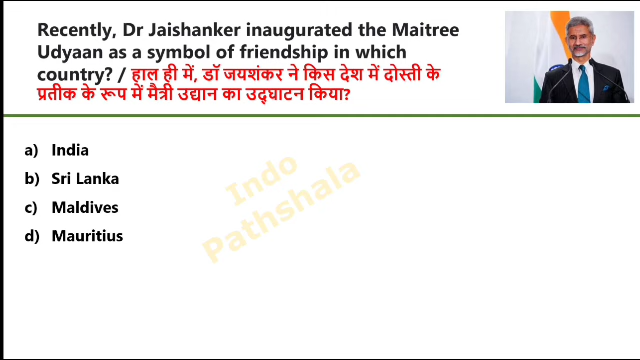 Recently, Dr Jaishanker inaugurated the Maitree
Udyaan as a symbol of friendship in which
country? / हाल ही में, डॉ जयशंकर ने किस देश में दोस्ती के
प्रतीक के रूप में मैत्री उद्यान का उद्घाटन किया?
a) India
b) Sri Lanka
c) Maldives
d) Mauritius
Indo
Pathshala